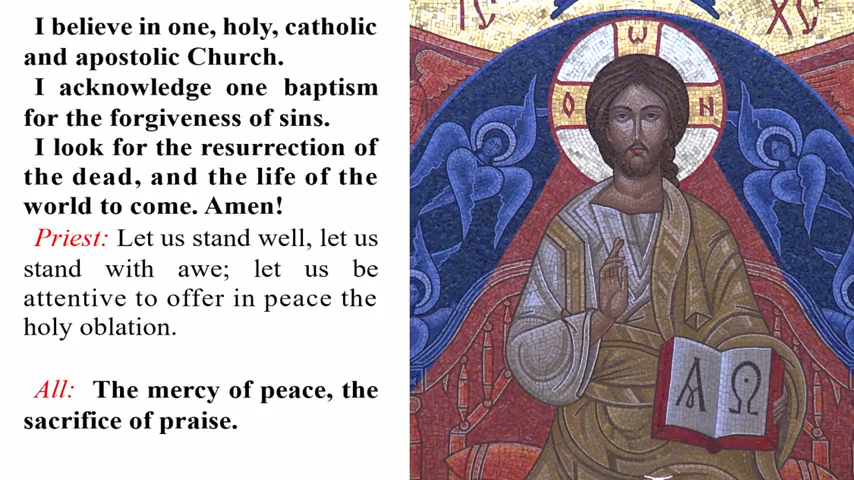 I believe in one, holy, catholic
and apostolic Church.
I acknowledge one baptism
for the forgiveness of sins.
I look for the resurrection of
the dead, and the life of the
world to come. Amen!
Priest: Let us stand well, let us
stand with awe; let us be
attentive to offer in peace the
holy oblation.
All: The mercy of peace, the
sacrifice of praise.
IC XC
O ω Η
Α Ω